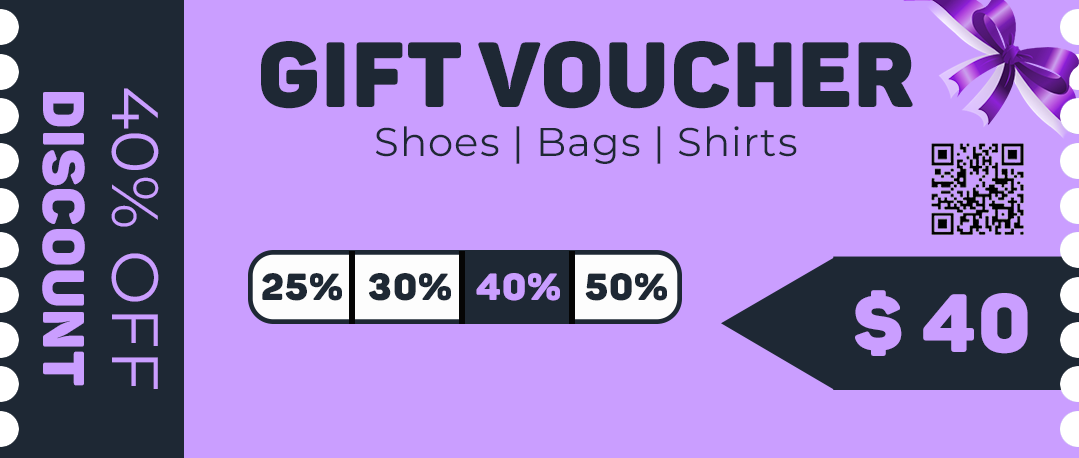 40% OFF
DISCOUNT
GIFT VOUCHER
Shoes | Bags | Shirts
25% 30% 40% 50%
$ 40